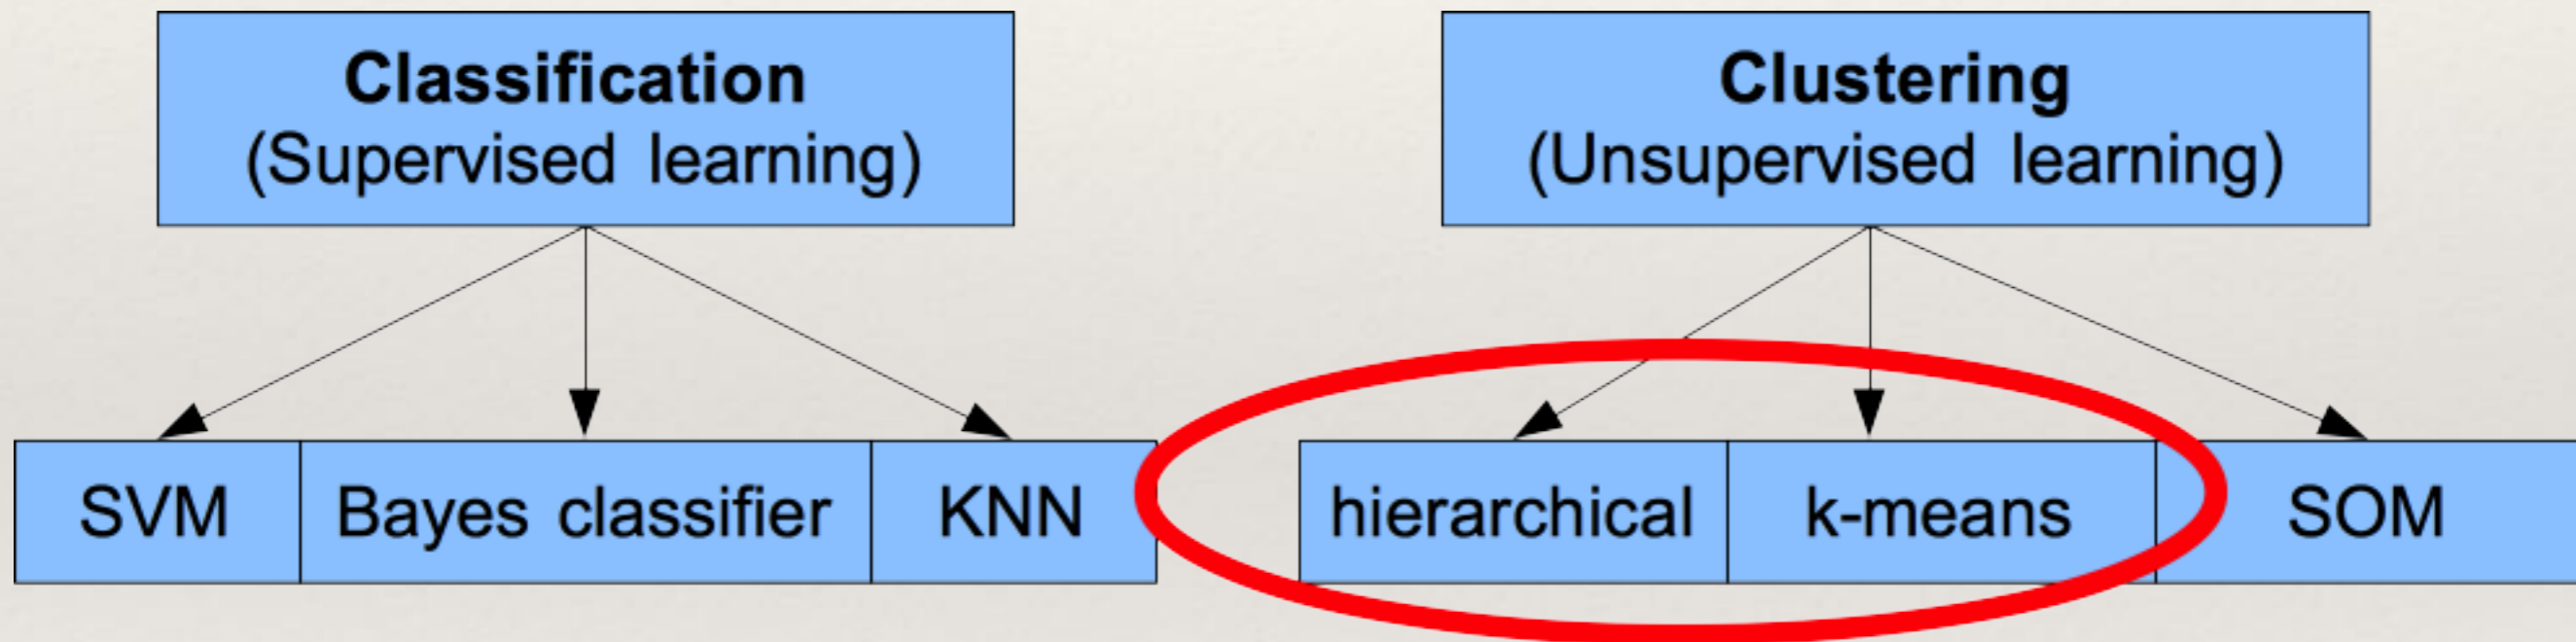 Classification
(Supervised learning)
Clustering
(Unsupervised learning)
SVM
Bayes classifier
KNN
hierarchical
k-means
SOM